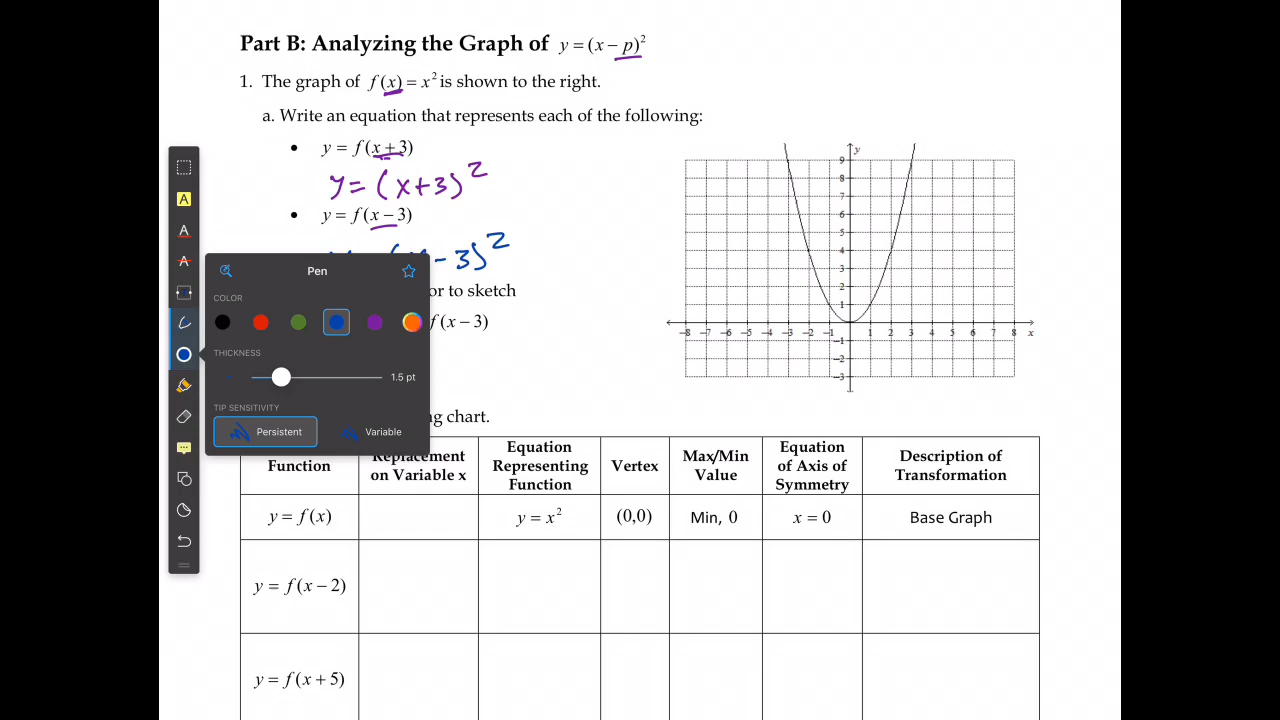 Part B: Analyzing the Graph of y = (x − p)²
1. The graph of f(x) = x² is shown to the right.
a. Write an equation that represents each of the following:
• y = f(x + 3)
y = (x+3)²
• y = f(x − 3)
- 3)²
or to sketch
f(x − 3)
chart.
Pen
COLOR
THICKNESS
1.5 pt
TIP SENSITIVITY
Persistent
Variable
A
A
A
y
9
8
7
6
5
4
3
2
1
−8 −7 −6 −5 −4 −3 −2 −1 1 2 3 4 5 6 7 8 x
−1
−2
−3
Function
Replacement on Variable x
Equation Representing Function
Vertex
Max/Min Value
Equation of Axis of Symmetry
Description of Transformation
y = f(x)
y = x²
(0,0)
Min, 0
x = 0
Base Graph
y = f(x − 2)
y = f(x + 5)